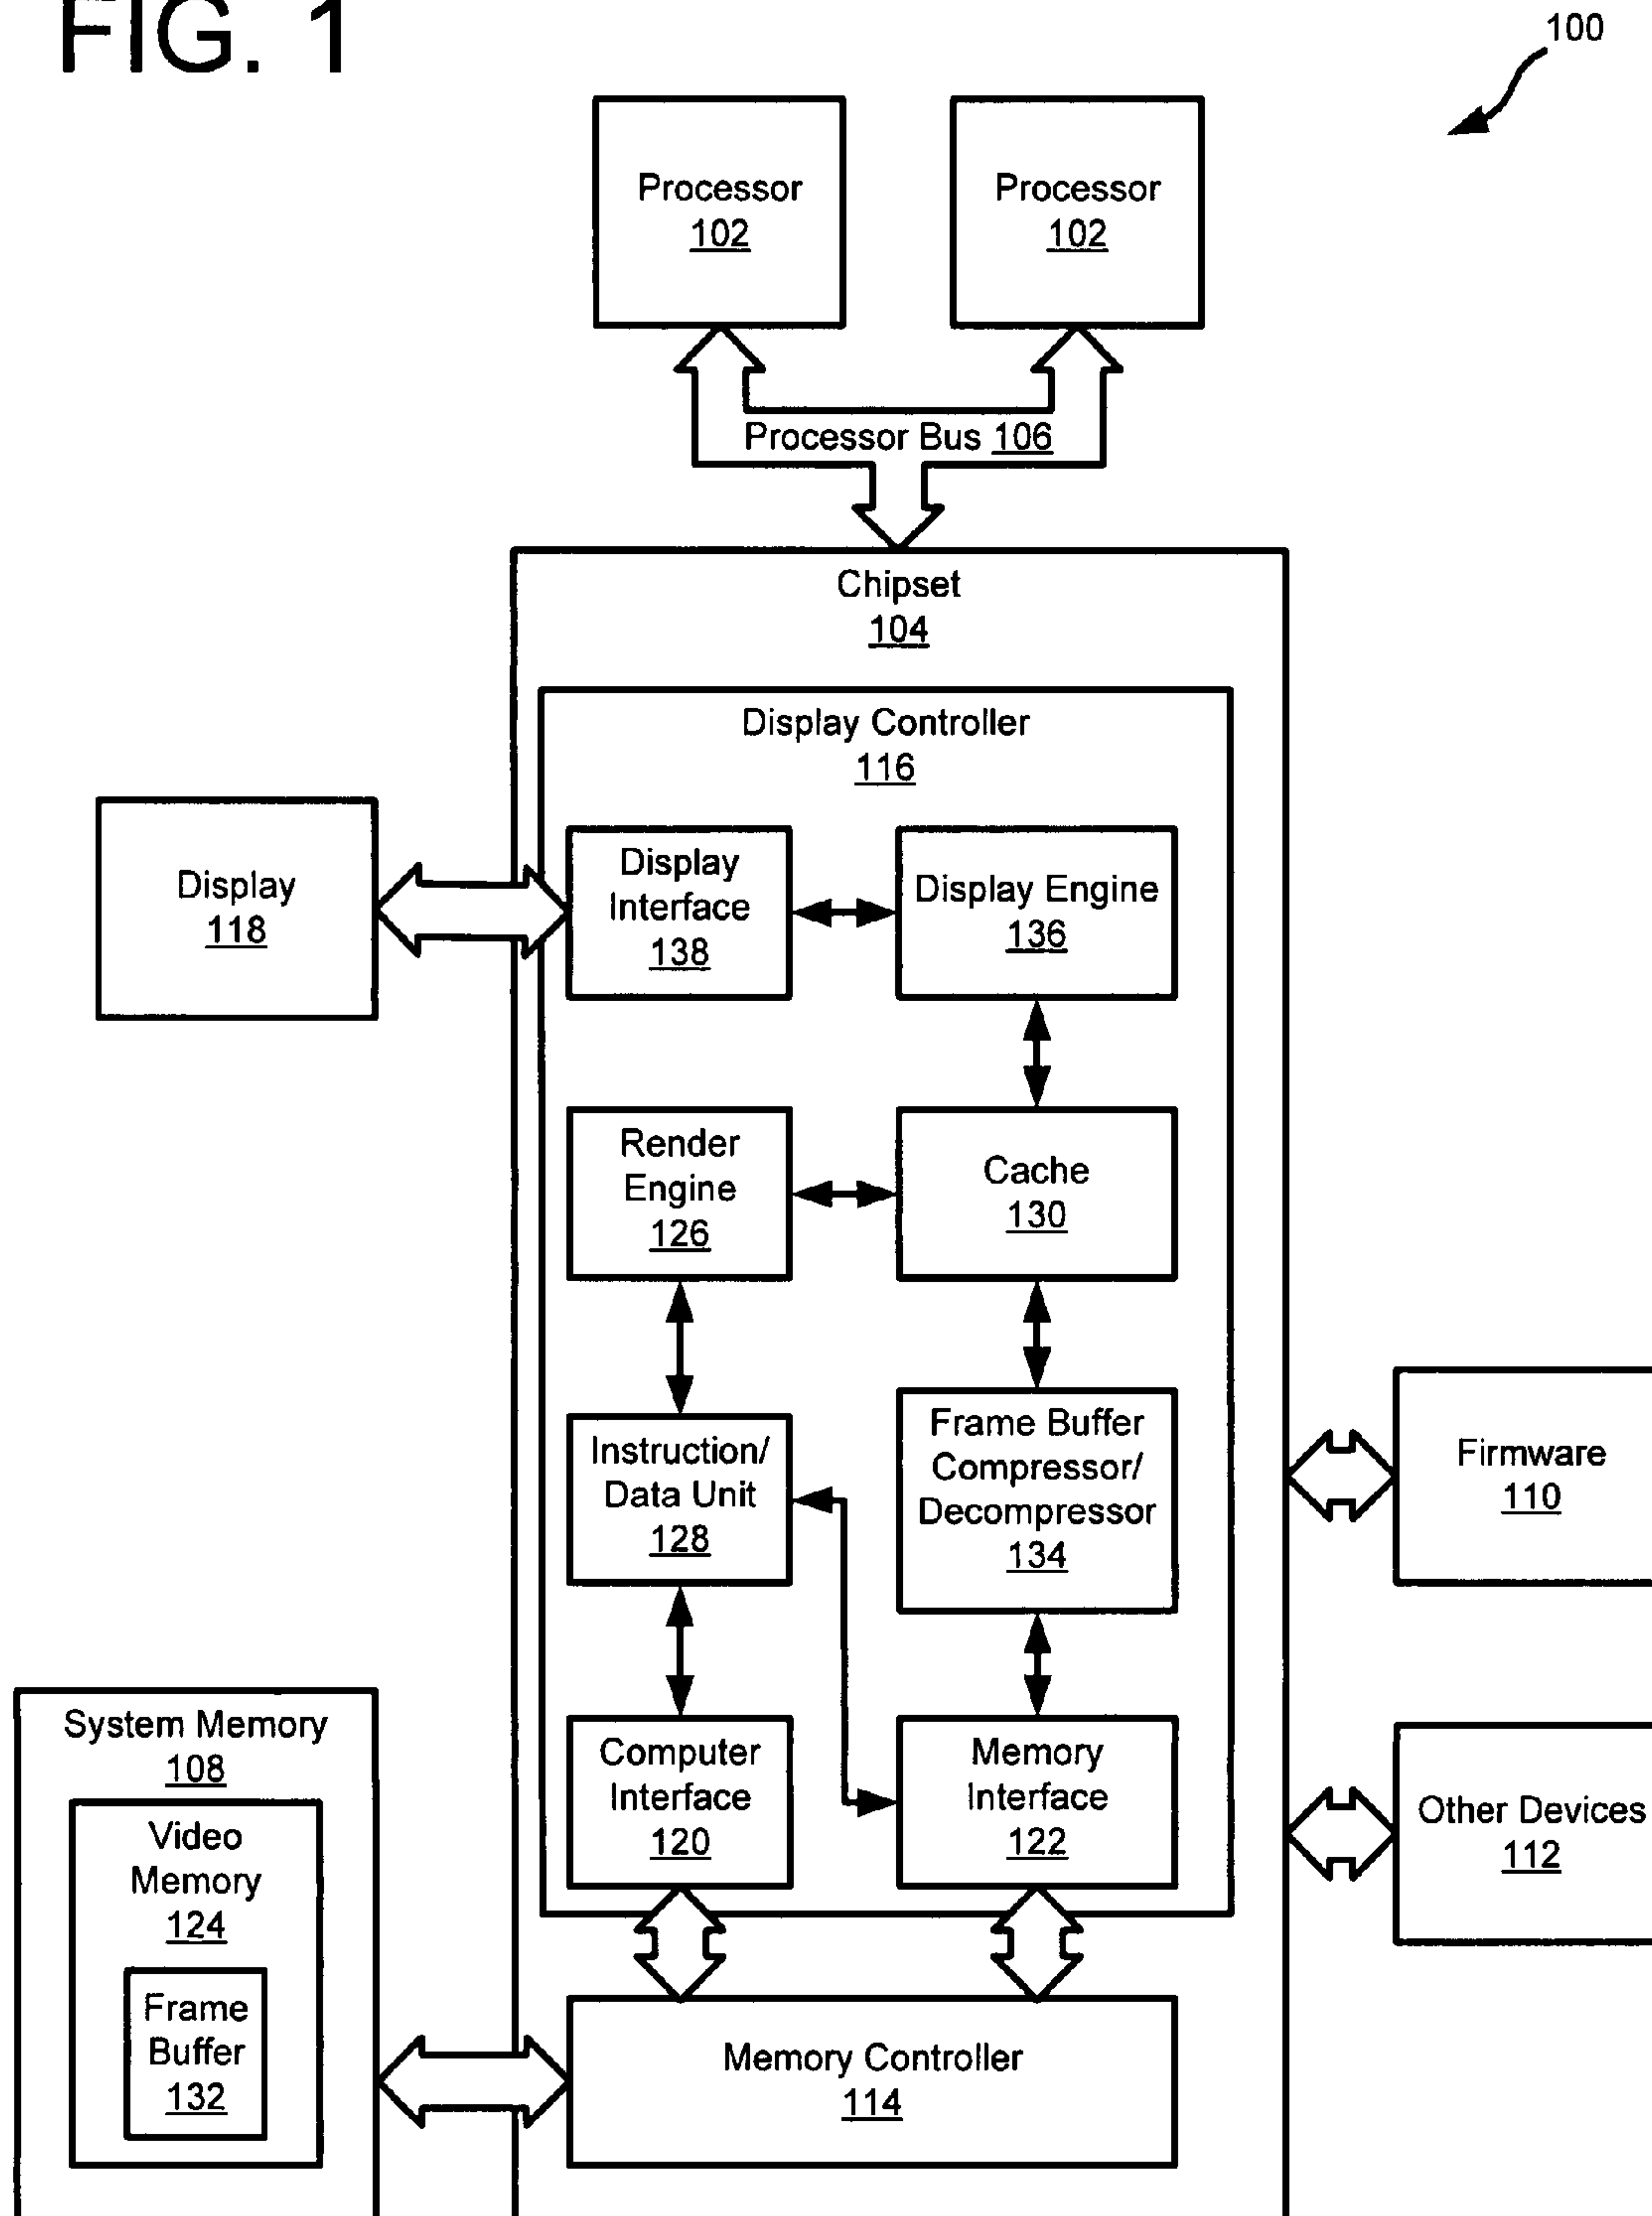 FIG. 1
100
Processor
102
Processor
102
Processor Bus 106
Chipset
104
Display Controller
116
Display
118
Display
Interface
138
Display Engine
136
Render
Engine
126
Cache
130
Instruction/
Data Unit
128
Frame Buffer
Compressor/
Decompressor
134
Firmware
110
System Memory
108
Video
Memory
124
Frame
Buffer
132
Computer
Interface
120
Memory
Interface
122
Other Devices
112
Memory Controller
114